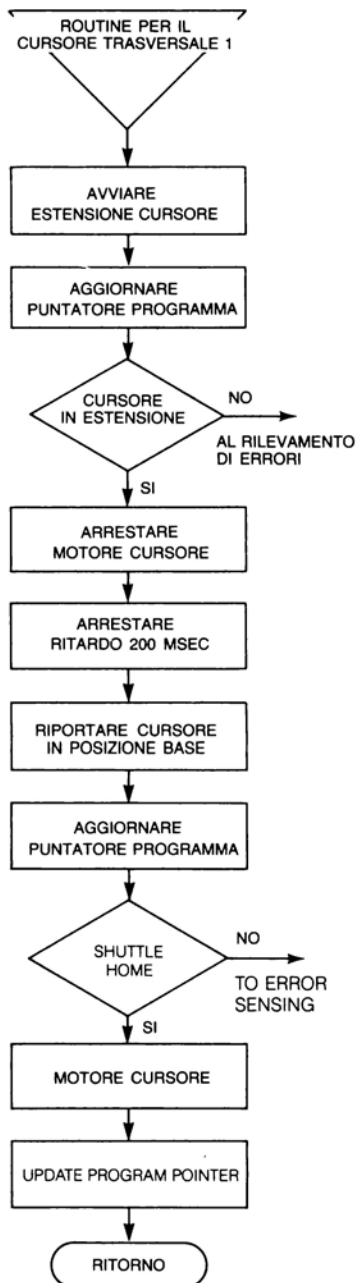 ROUTINE PER IL
CURSORE TRASVERSALE 1
AVVIARE
ESTENSIONE CURSORE
AGGIORNARE
PUNTATORE PROGRAMMA
CURSORE
IN ESTENSIONE
NO
AL RILEVAMENTO
DI ERRORI
SI
ARRESTARE
MOTORE CURSORE
ARRESTARE
RITARDO 200 MSEC
RIPORTARE CURSORE
IN POSIZIONE BASE
AGGIORNARE
PUNTATORE PROGRAMMA
SHUTTLE
HOME
NO
TO ERROR
SENSING
SI
MOTORE CURSORE
UPDATE PROGRAM POINTER
RITORNO